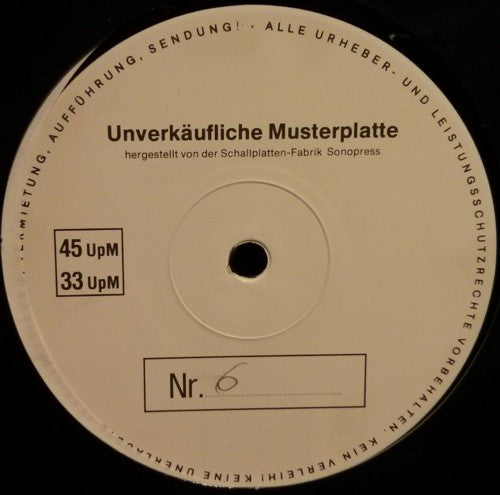 ALLE URHEBER- UND LEISTUNGSSCHUTZRECHTE VORBEHALTEN. KEIN VERLEIH! KEINE
VERMIETUNG, AUFFÜHRUNG, SENDUNG! ·
Unverkäufliche Musterplatte
hergestellt von der Schallplatten-Fabrik Sonopress
45 UpM
33 UpM
Nr. 6